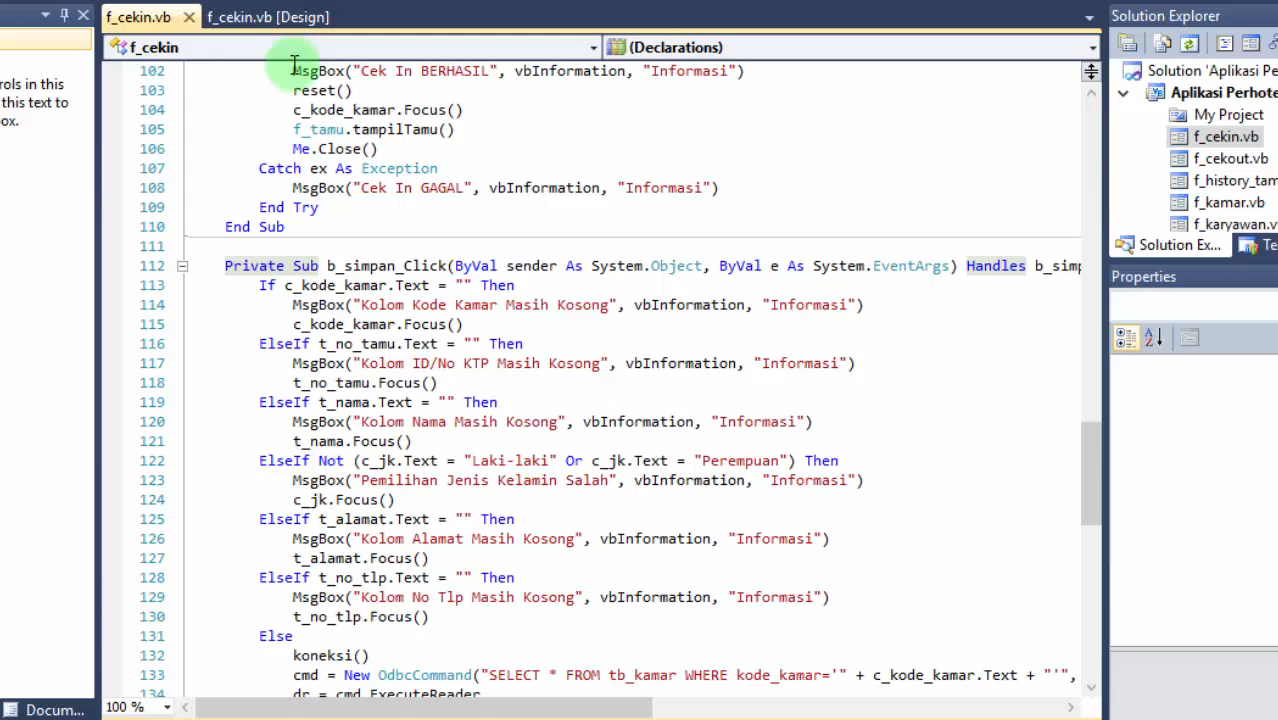 f_cekin.vb
f_cekin.vb [Design]
Solution Explorer
f_cekin
(Declarations)
rols in this
this text to
ox.
Solution 'Aplikasi Pe
Aplikasi Perhote
My Project
f_cekin.vb
f_cekout.vb
f_history_tam
f_kamar.vb
f_karyawan.v
Solution Ex...
Te
Properties
102 MsgBox("Cek In BERHASIL", vbInformation, "Informasi")
103 reset()
104 c_kode_kamar.Focus()
105 f_tamu.tampilTamu()
106 Me.Close()
107 Catch ex As Exception
108 MsgBox("Cek In GAGAL", vbInformation, "Informasi")
109 End Try
110 End Sub
111
112 Private Sub b_simpan_Click(ByVal sender As System.Object, ByVal e As System.EventArgs) Handles b_simp
113 If c_kode_kamar.Text = "" Then
114 MsgBox("Kolom Kode Kamar Masih Kosong", vbInformation, "Informasi")
115 c_kode_kamar.Focus()
116 ElseIf t_no_tamu.Text = "" Then
117 MsgBox("Kolom ID/No KTP Masih Kosong", vbInformation, "Informasi")
118 t_no_tamu.Focus()
119 ElseIf t_nama.Text = "" Then
120 MsgBox("Kolom Nama Masih Kosong", vbInformation, "Informasi")
121 t_nama.Focus()
122 ElseIf Not (c_jk.Text = "Laki-laki" Or c_jk.Text = "Perempuan") Then
123 MsgBox("Pemilihan Jenis Kelamin Salah", vbInformation, "Informasi")
124 c_jk.Focus()
125 ElseIf t_alamat.Text = "" Then
126 MsgBox("Kolom Alamat Masih Kosong", vbInformation, "Informasi")
127 t_alamat.Focus()
128 ElseIf t_no_tlp.Text = "" Then
129 MsgBox("Kolom No Tlp Masih Kosong", vbInformation, "Informasi")
130 t_no_tlp.Focus()
131 Else
132 koneksi()
133 cmd = New OdbcCommand("SELECT * FROM tb_kamar WHERE kode_kamar='" + c_kode_kamar.Text + "'",
134 dr = cmd.ExecuteReader
100 %
Docum...